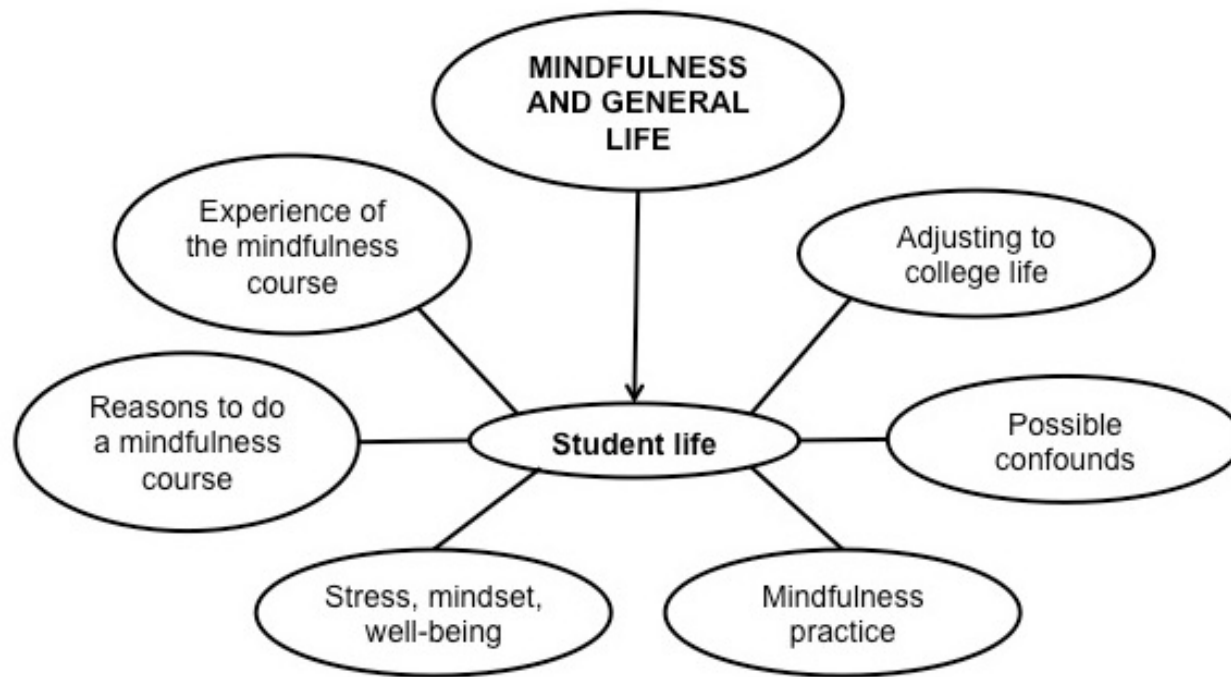 MINDFULNESS
AND GENERAL
LIFE
Experience of
the mindfulness
course
Adjusting to
college life
Reasons to do
a mindfulness
course
Student life
Possible
confounds
Stress, mindset,
well-being
Mindfulness
practice